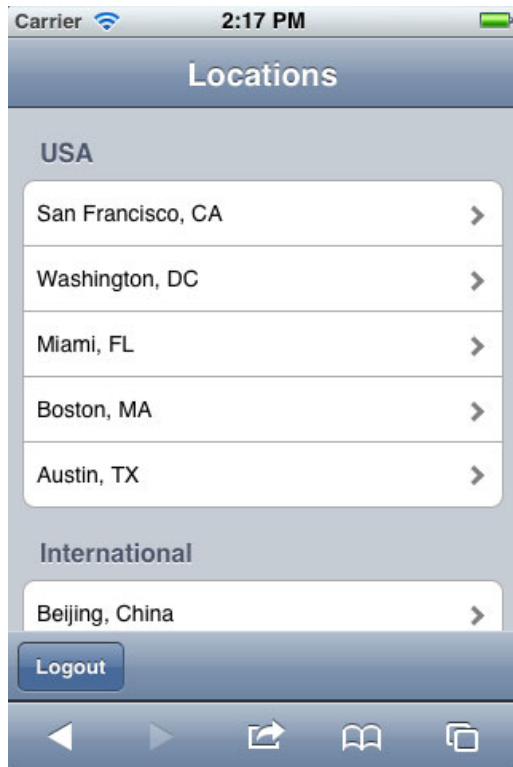 Carrier 2:17 PM
Locations
USA
San Francisco, CA
Washington, DC
Miami, FL
Boston, MA
Austin, TX
International
Beijing, China
Logout